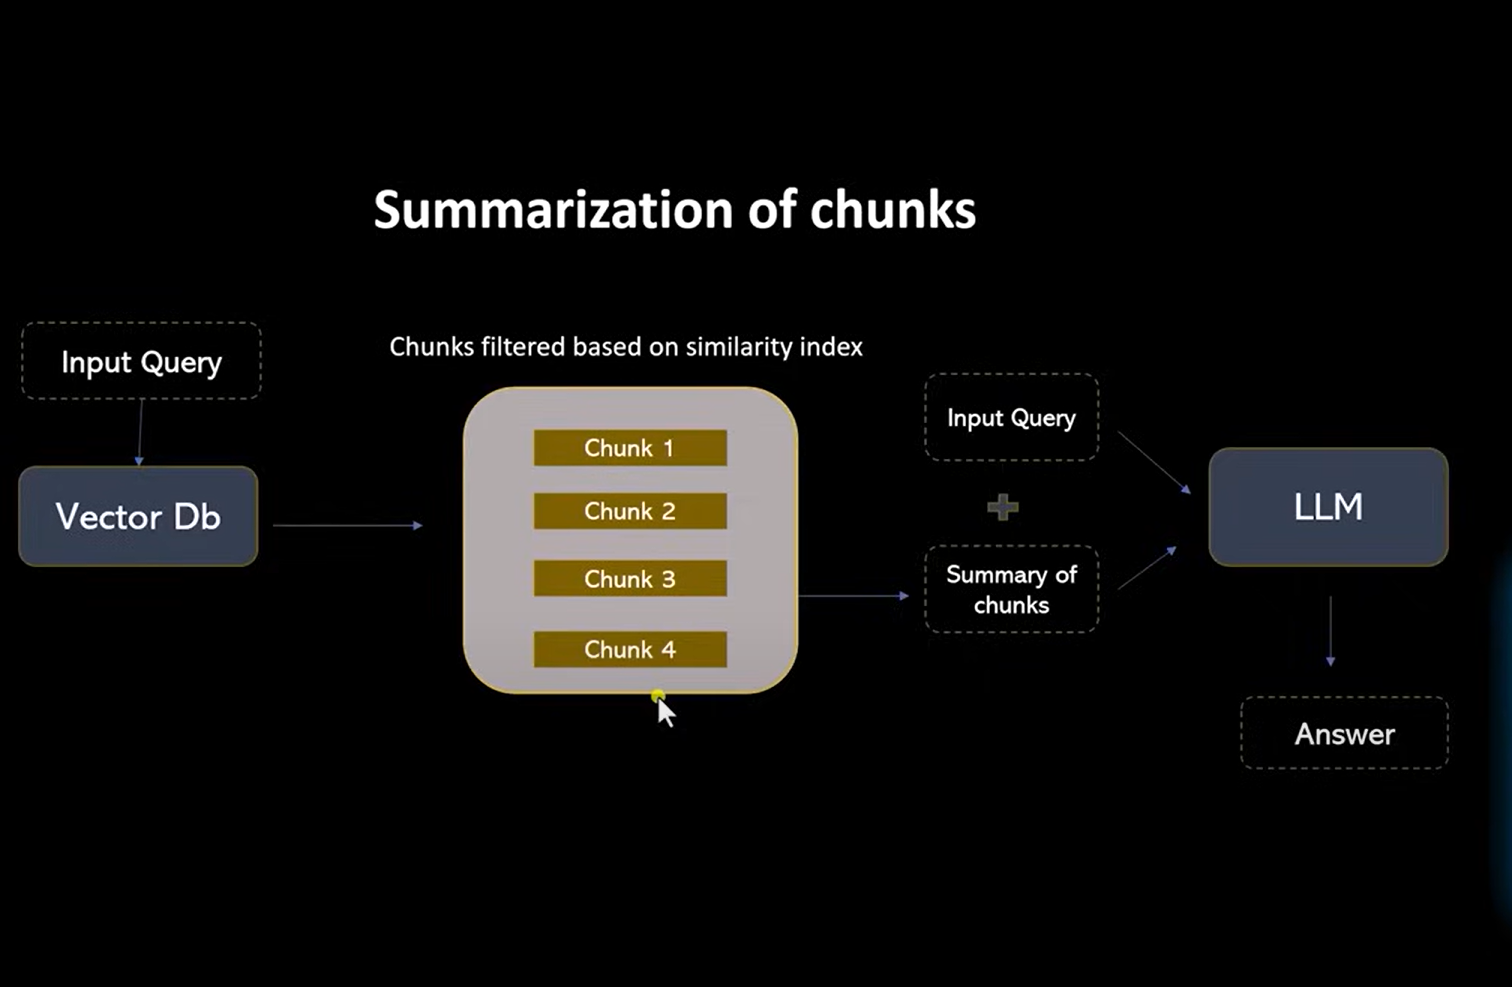 Summarization of chunks
Input Query
Vector Db
Chunks filtered based on similarity index
Chunk 1
Chunk 2
Chunk 3
Chunk 4
Input Query
Summary of
chunks
LLM
Answer